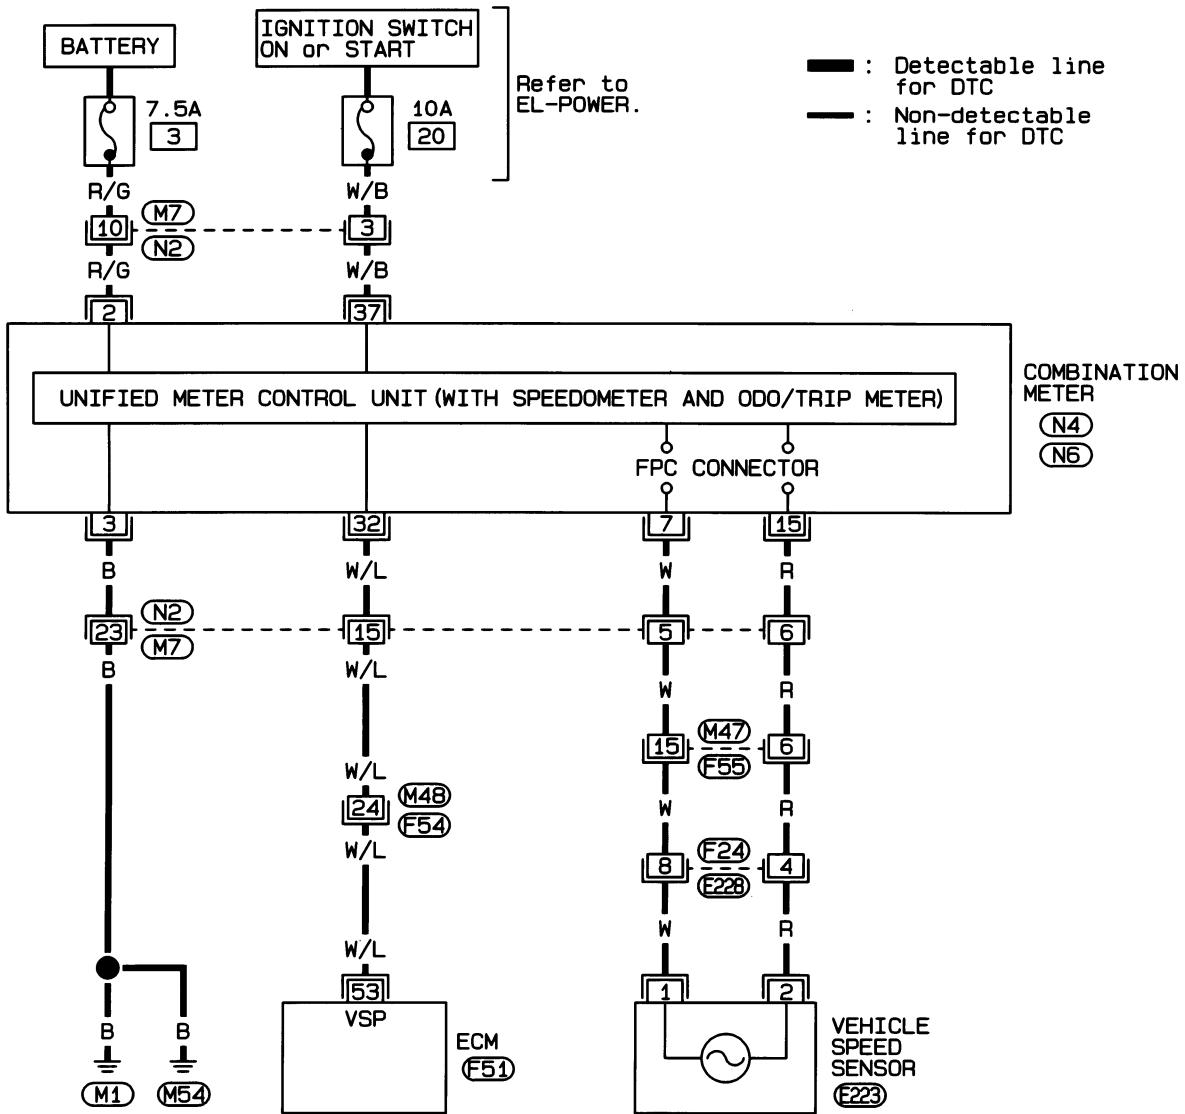 BATTERY
IGNITION SWITCH
ON or START
Refer to
EL-POWER.
: Detectable line
for DTC
: Non-detectable
line for DTC
7.5A
3
10A
20
R/G
W/B
10
M7
N2
3
R/G
W/B
2
37
UNIFIED METER CONTROL UNIT (WITH SPEEDOMETER AND ODO/TRIP METER)
COMBINATION
METER
N4
N6
FPC CONNECTOR
3
32
7
15
B
W/L
W
R
23
N2
M7
15
5
6
B
W/L
W
R
15
M47
F55
6
W/L
24
M48
F54
W
R
W/L
8
F24
E228
4
W
R
W/L
53
1
2
VSP
ECM
F51
B
B
M1
M54
VEHICLE
SPEED
SENSOR
E223